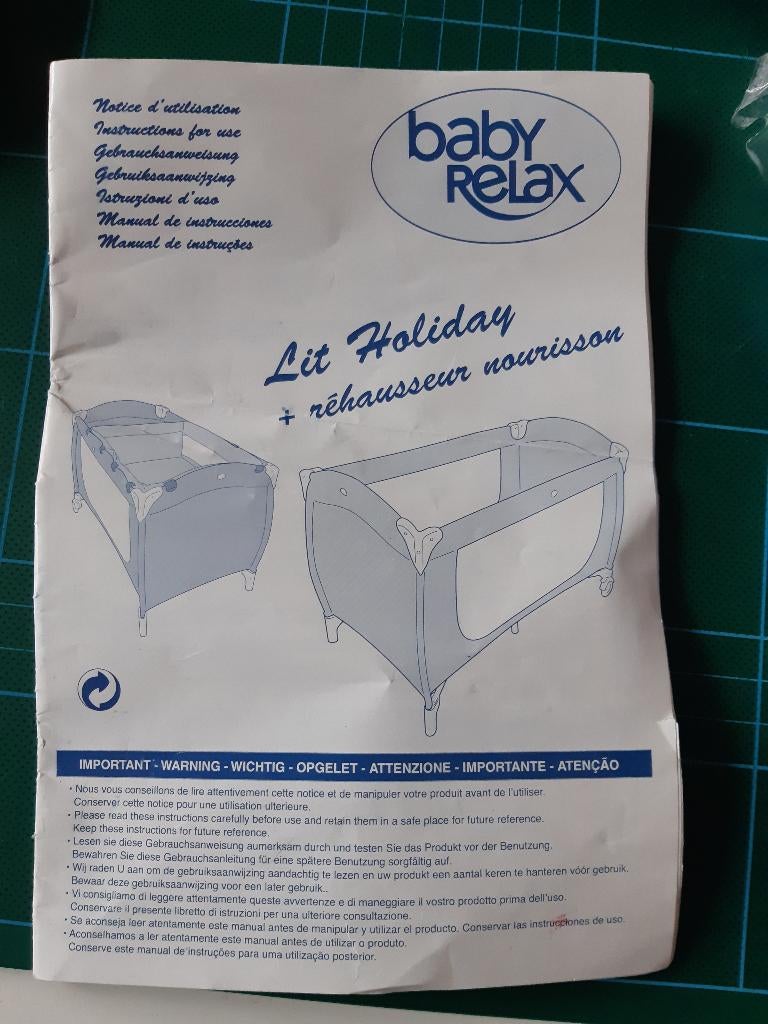 Notice d'utilisation
Instructions for use
Gebrauchsanweisung
Gebruiksaanwijzing
Istruzioni d'uso
Manual de instrucciones
Manual de instruções
baby
RELAX
Lit Holiday
+ réhausseur nourisson
IMPORTANT - WARNING - WICHTIG - OPGELET - ATTENZIONE - IMPORTANTE - ATENÇÃO
• Nous vous conseillons de lire attentivement cette notice et de manipuler votre produit avant de l'utiliser.
Conserver cette notice pour une utilisation ulterieure.
• Please read these instructions carefully before use and retain them in a safe place for future reference.
Keep these instructions for future reference.
• Lesen sie diese Gebrauchsanweisung aumerksam durch und testen Sie das Produkt vor der Benutzung.
Bewahren Sie diese Gebrauchsanleitung für eine spätere Benutzung sorgfältig auf.
• Wij raden U aan om de gebruiksaanwijzing aandachtig te lezen en uw produkt een aantal keren te hanteren vóór gebruik.
Bewaar deze gebruiksaanwijzing voor een later gebruik..
• Vi consigliamo di leggere attentamente queste avvertenze e di maneggiare il vostro prodotto prima dell'uso.
Conservare il presente libretto di istruzioni per una ulteriore consultazione.
• Se aconseja leer atentamente este manual antes de manipular y utilizar el producto. Conservar las instrucciones de uso.
• Aconselhamos a ler atentamente este manual antes de utilizar o produto.
Conserve este manual de instruções para uma utilização posterior.